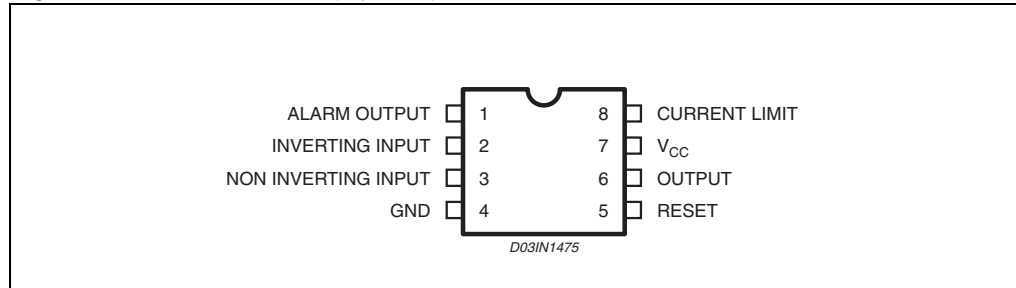 ALARM OUTPUT 1 8 CURRENT LIMIT
INVERTING INPUT 2 7 VCC
NON INVERTING INPUT 3 6 OUTPUT
GND 4 5 RESET
D03IN1475